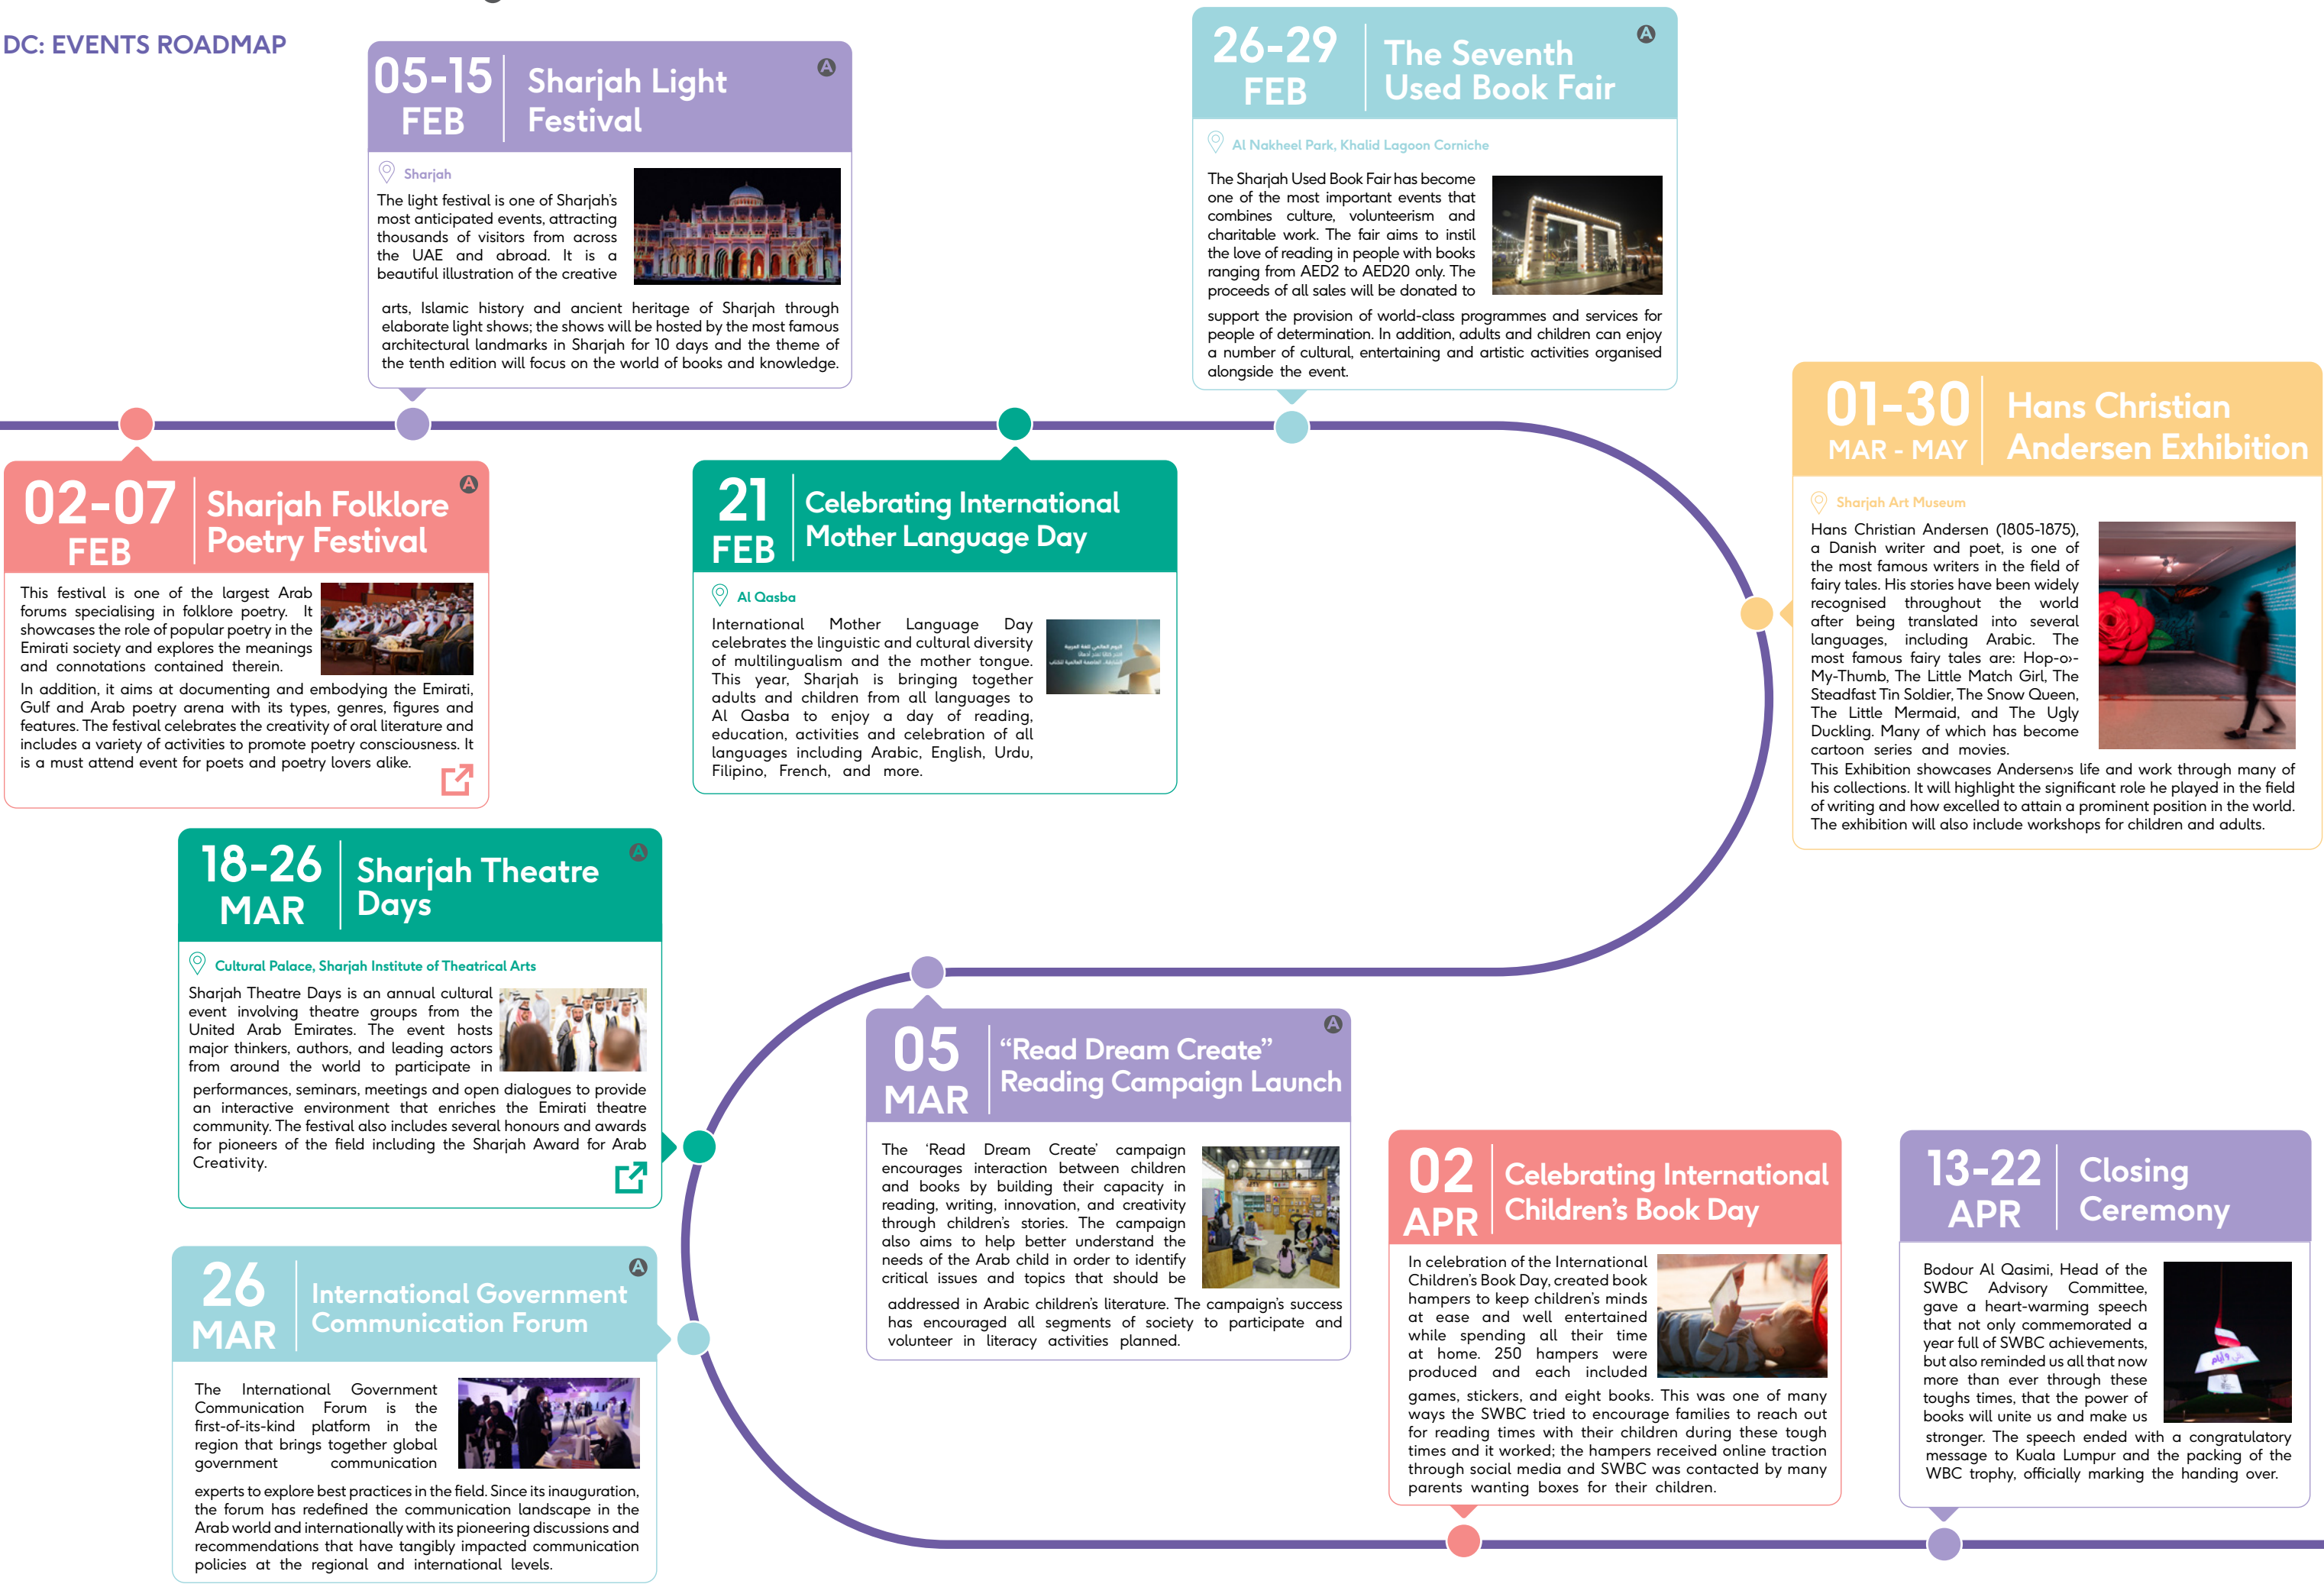 DC: EVENTS ROADMAP
05-15
FEB
Sharjah Light
Festival
A
Sharjah
The light festival is one of Sharjah's
most anticipated events, attracting
thousands of visitors from across
the UAE and abroad. It is a
beautiful illustration of the creative
arts, Islamic history and ancient heritage of Sharjah through
elaborate light shows; the shows will be hosted by the most famous
architectural landmarks in Sharjah for 10 days and the theme of
the tenth edition will focus on the world of books and knowledge.
26-29
FEB
The Seventh
Used Book Fair
A
Al Nakheel Park, Khalid Lagoon Corniche
The Sharjah Used Book Fair has become
one of the most important events that
combines culture, volunteerism and
charitable work. The fair aims to instil
the love of reading in people with books
ranging from AED2 to AED20 only. The
proceeds of all sales will be donated to
support the provision of world-class programmes and services for
people of determination. In addition, adults and children can enjoy
a number of cultural, entertaining and artistic activities organised
alongside the event.
02-07
FEB
Sharjah Folklore
Poetry Festival
A
This festival is one of the largest Arab
forums specialising in folklore poetry. It
showcases the role of popular poetry in the
Emirati society and explores the meanings
and connotations contained therein.
In addition, it aims at documenting and embodying the Emirati,
Gulf and Arab poetry arena with its types, genres, figures and
features. The festival celebrates the creativity of oral literature and
includes a variety of activities to promote poetry consciousness. It
is a must attend event for poets and poetry lovers alike.
21
FEB
Celebrating International
Mother Language Day
Al Qasba
International Mother Language Day
celebrates the linguistic and cultural diversity
of multilingualism and the mother tongue.
This year, Sharjah is bringing together
adults and children from all languages to
Al Qasba to enjoy a day of reading,
education, activities and celebration of all
languages including Arabic, English, Urdu,
Filipino, French, and more.
01-30
MAR - MAY
Hans Christian
Andersen Exhibition
Sharjah Art Museum
Hans Christian Andersen (1805-1875),
a Danish writer and poet, is one of
the most famous writers in the field of
fairy tales. His stories have been widely
recognised throughout the world
after being translated into several
languages, including Arabic. The
most famous fairy tales are: Hop-o›-
My-Thumb, The Little Match Girl, The
Steadfast Tin Soldier, The Snow Queen,
The Little Mermaid, and The Ugly
Duckling. Many of which has become
cartoon series and movies.
This Exhibition showcases Andersen›s life and work through many of
his collections. It will highlight the significant role he played in the field
of writing and how excelled to attain a prominent position in the world.
The exhibition will also include workshops for children and adults.
18-26
MAR
Sharjah Theatre
Days
A
Cultural Palace, Sharjah Institute of Theatrical Arts
Sharjah Theatre Days is an annual cultural
event involving theatre groups from the
United Arab Emirates. The event hosts
major thinkers, authors, and leading actors
from around the world to participate in
performances, seminars, meetings and open dialogues to provide
an interactive environment that enriches the Emirati theatre
community. The festival also includes several honours and awards
for pioneers of the field including the Sharjah Award for Arab
Creativity.
05
MAR
“Read Dream Create”
Reading Campaign Launch
A
The ‘Read Dream Create’ campaign
encourages interaction between children
and books by building their capacity in
reading, writing, innovation, and creativity
through children's stories. The campaign
also aims to help better understand the
needs of the Arab child in order to identify
critical issues and topics that should be
addressed in Arabic children's literature. The campaign's success
has encouraged all segments of society to participate and
volunteer in literacy activities planned.
26
MAR
International Government
Communication Forum
A
The International Government
Communication Forum is the
first-of-its-kind platform in the
region that brings together global
government communication
experts to explore best practices in the field. Since its inauguration,
the forum has redefined the communication landscape in the
Arab world and internationally with its pioneering discussions and
recommendations that have tangibly impacted communication
policies at the regional and international levels.
02
APR
Celebrating International
Children's Book Day
In celebration of the International
Children's Book Day, created book
hampers to keep children's minds
at ease and well entertained
while spending all their time
at home. 250 hampers were
produced and each included
games, stickers, and eight books. This was one of many
ways the SWBC tried to encourage families to reach out
for reading times with their children during these tough
times and it worked; the hampers received online traction
through social media and SWBC was contacted by many
parents wanting boxes for their children.
13-22
APR
Closing
Ceremony
Bodour Al Qasimi, Head of the
SWBC Advisory Committee,
gave a heart-warming speech
that not only commemorated a
year full of SWBC achievements,
but also reminded us all that now
more than ever through these
toughs times, that the power of
books will unite us and make us
stronger. The speech ended with a congratulatory
message to Kuala Lumpur and the packing of the
WBC trophy, officially marking the handing over.